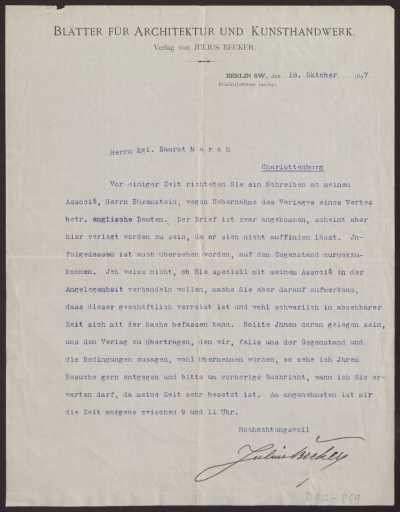 BLÄTTER FÜR ARCHITEKTUR UND KUNSTHANDWERK.
Verlag von JULIUS BECKER.
BERLIN SW, den 18. Oktober 1897
Herrn Kgl. Baurat March
Charlottenburg
Vor einiger Zeit richteten Sie ein Schreiben an meinen
Associé, Herrn Bürenstein, wegen Uebernahme des Verlages eines Werkes
betr. englische Bauten. Der Brief ist zwar angekommen, scheint aber
hier verlegt worden zu sein, da er sich nicht auffinden lässt. In-
folgedessen ist auch übersehen worden, auf den Gegenstand zurückzu-
kommen. Ich weiss nicht, ob Sie speziell mit meinem Associé in der
Angelegenheit verhandeln wollen, mache Sie aber darauf aufmerksam,
dass dieser geschäftlich verreist ist und wohl schwerlich in absehbarer
Zeit sich mit der Sache befassen kann. Sollte Ihnen daran gelegen sein,
uns den Verlag zu übertragen, den wir, falls uns der Gegenstand und
die Bedingungen zusagen, wohl übernehmen würden, so sehe ich Ihrem
Besuche gern entgegen und bitte um vorherige Nachricht, wann ich Sie er-
warten darf, da meine Zeit sehr besetzt ist. Am angenehmsten ist mir
die Zeit morgens zwischen 9 und 11 Uhr.
Hochachtungsvoll
Julius Becker